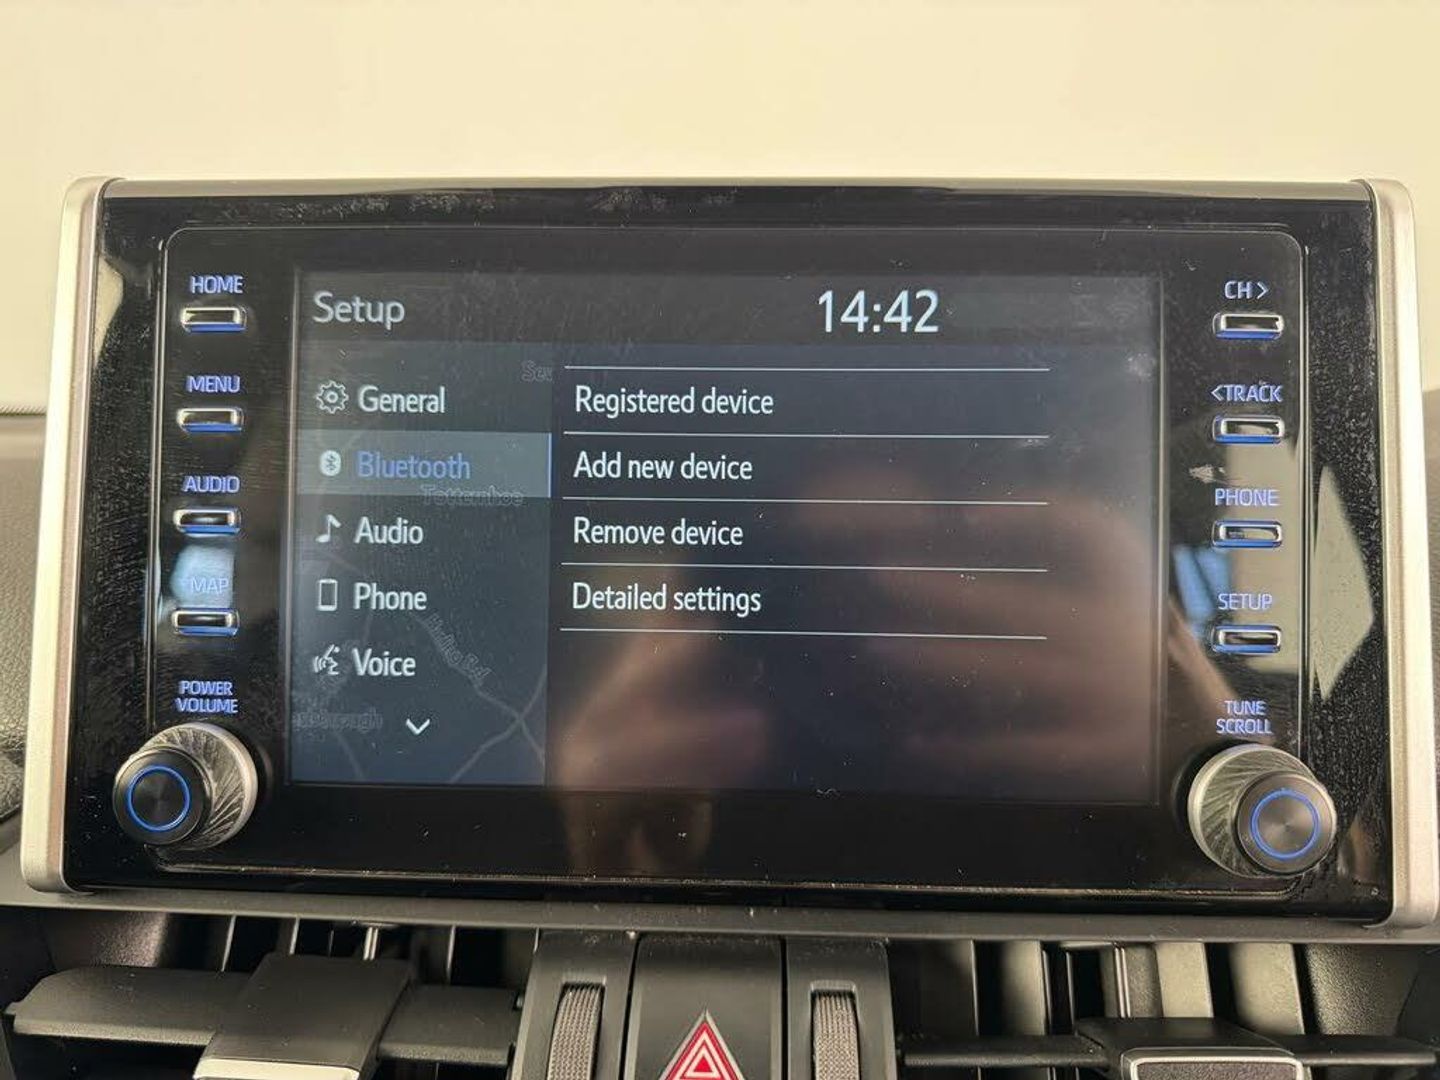 HOME
MENU
AUDIO
MAP
POWER
VOLUME
Setup
14:42
General
Bluetooth
Audio
Phone
Voice
Registered device
Add new device
Remove device
Detailed settings
CH>
<TRACK
PHONE
SETUP
TUNE
SCROLL